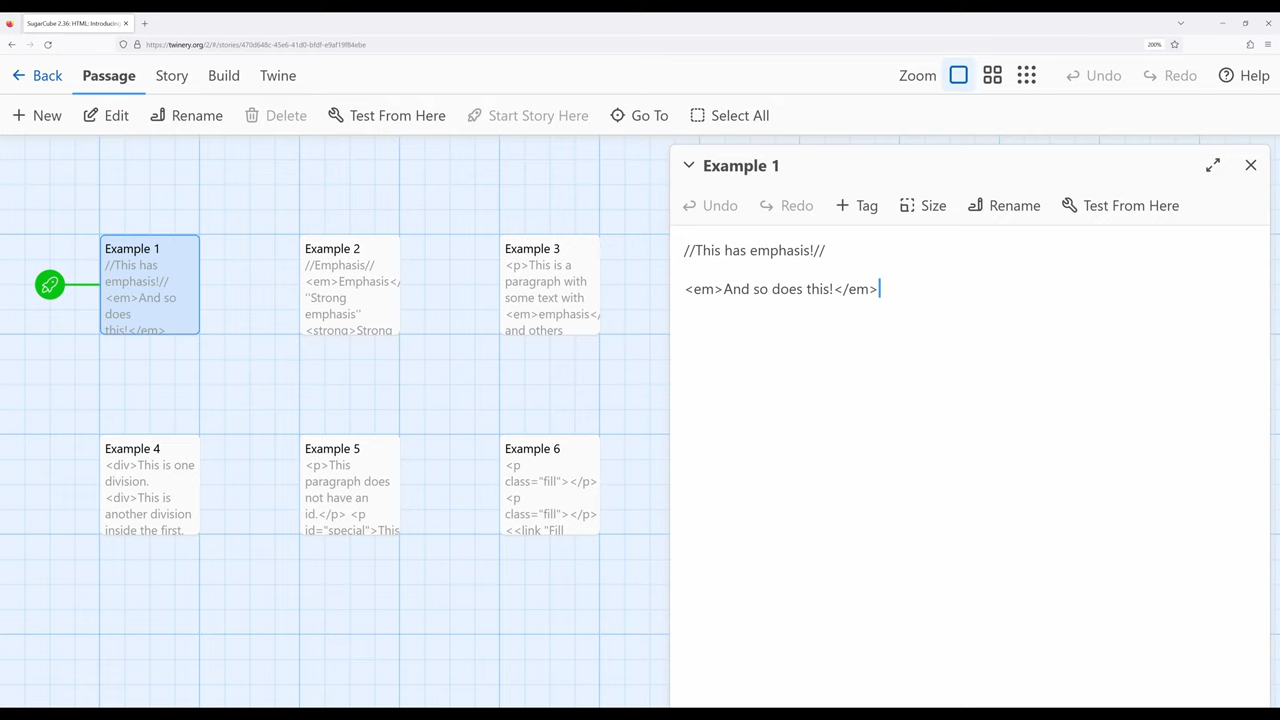 SugarCube 2.36: HTML: Introducing
https://twinery.org/2/#/stories/470d648c-45e6-41d0-bfdf-e9af19f84ebe
200%
Back Passage Story Build Twine Zoom Undo Redo Help
New Edit Rename Delete Test From Here Start Story Here Go To Select All
Example 1
Undo Redo Tag Size Rename Test From Here
//This has emphasis!//
<em>And so does this!</em>
Example 1
//This has
emphasis!//
<em>And so
does
this!</em>
Example 2
//Emphasis//
<em>Emphasis</
''Strong
emphasis''
<strong>Strong
Example 3
<p>This is a
paragraph with
some text with
<em>emphasis</
and others
Example 4
<div>This is one
division.
<div>This is
another division
inside the first.
Example 5
<p>This
paragraph does
not have an
id.</p> <p
id="special">This
Example 6
<p
class="fill"></p>
<p
class="fill"></p>
<<link "Fill